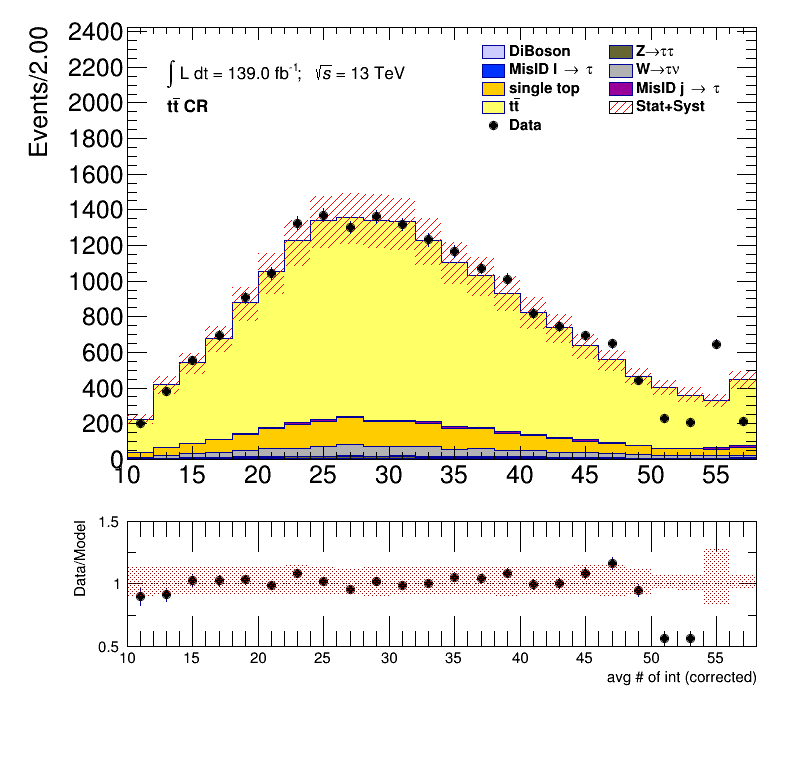 Events/2.00
2400
2200
2000
1800
1600
1400
1200
1000
800
600
400
200
0
∫ L dt = 139.0 fb⁻¹; √s = 13 TeV
tt̄ CR
DiBoson
MisID l → τ
single top
tt̄
Data
Z→ττ
W→τν
MisID j → τ
Stat+Syst
10 15 20 25 30 35 40 45 50 55
Data/Model
1.5
1
0.5
10 15 20 25 30 35 40 45 50 55
avg # of int (corrected)